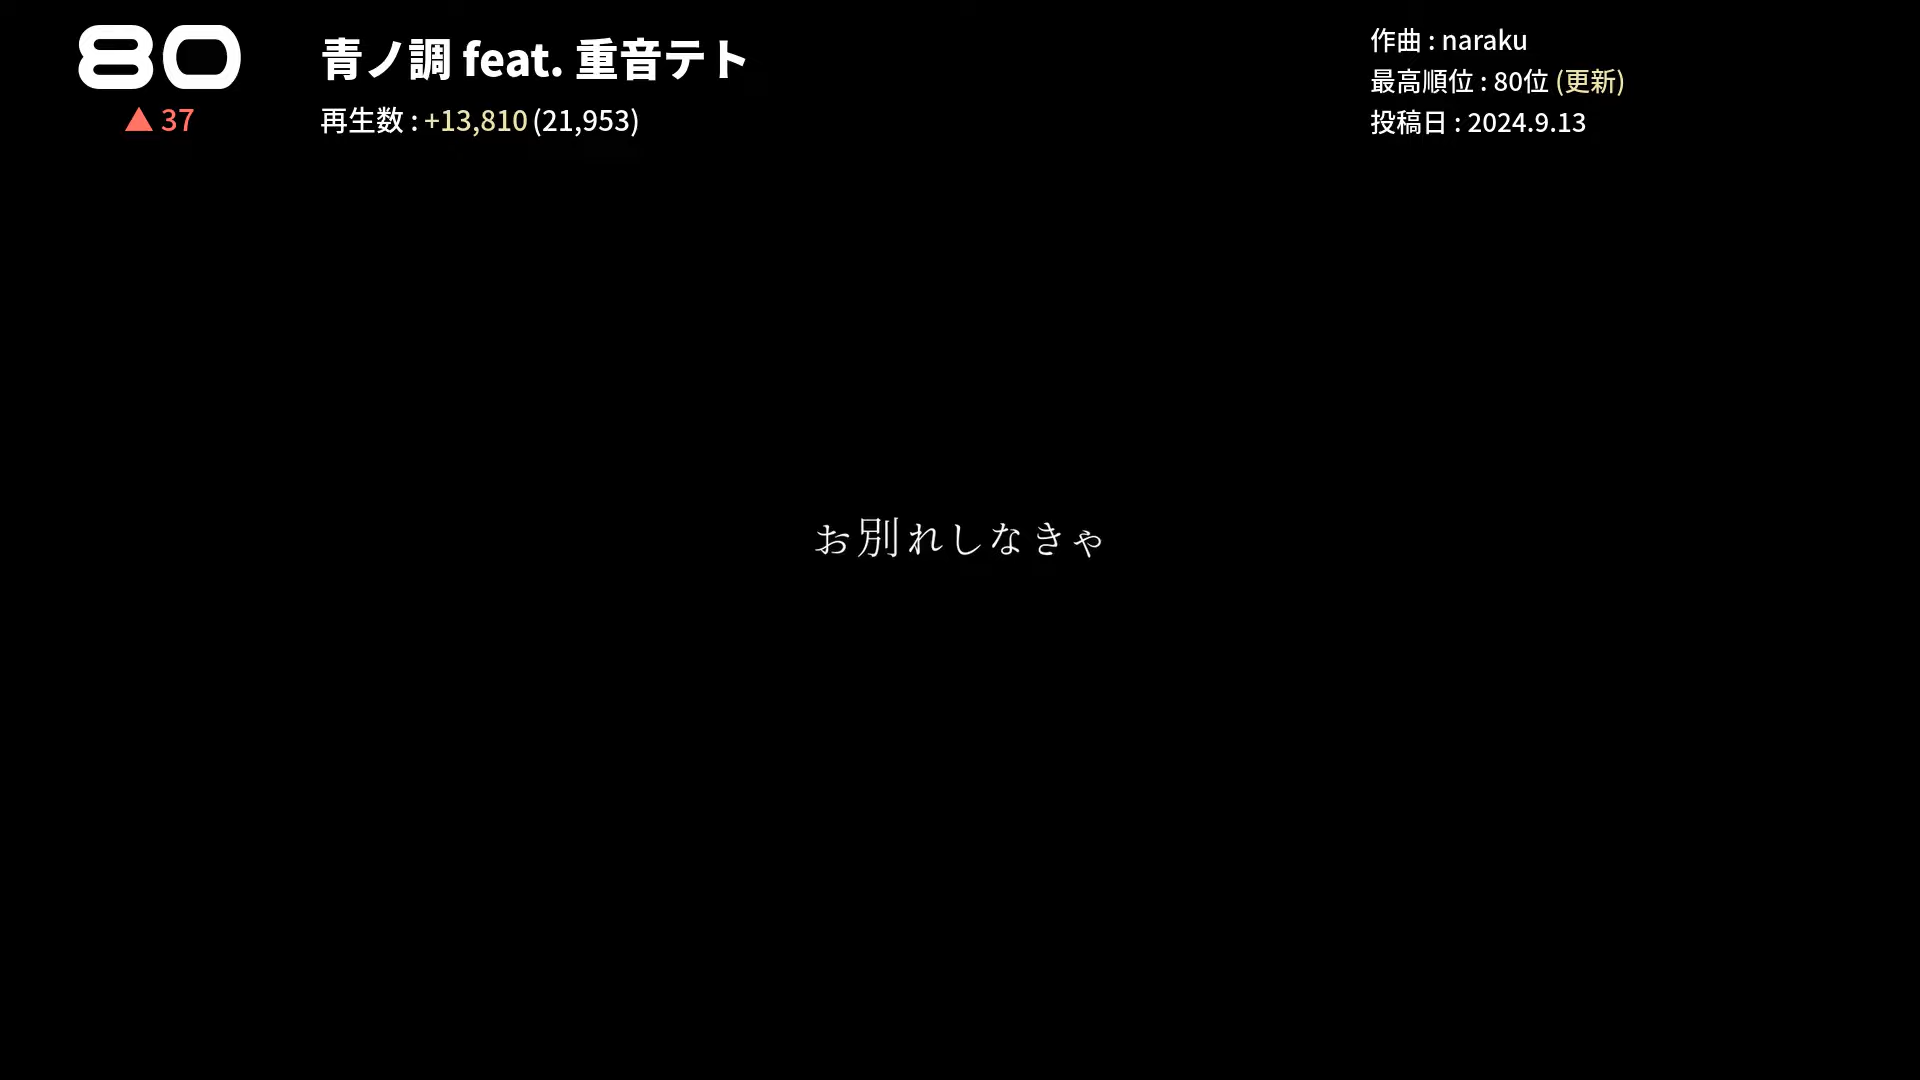 80
▲ 37
青ノ調 feat. 重音テト
再生数 : +13,810 (21,953)
作曲 : naraku
最高順位 : 80位 (更新)
投稿日 : 2024.9.13
お別れしなきゃ